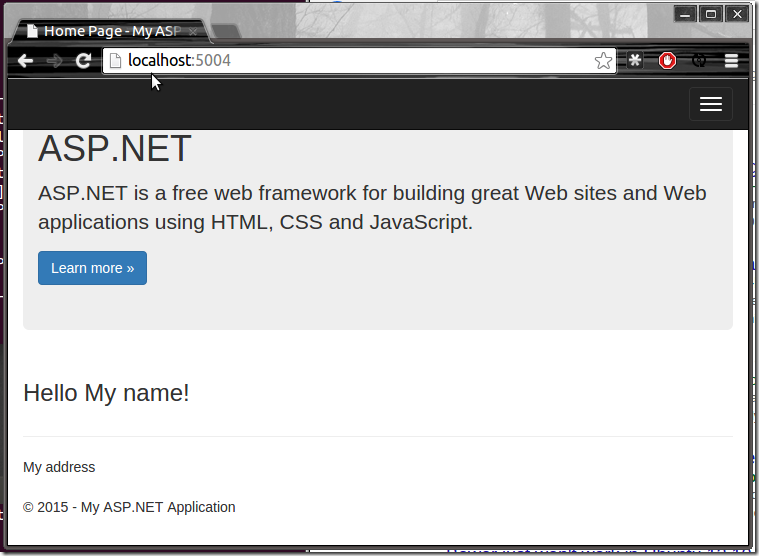 Home Page - My ASP
localhost:5004
ASP.NET
ASP.NET is a free web framework for building great Web sites and Web
applications using HTML, CSS and JavaScript.
Learn more »
Hello My name!
My address
© 2015 - My ASP.NET Application